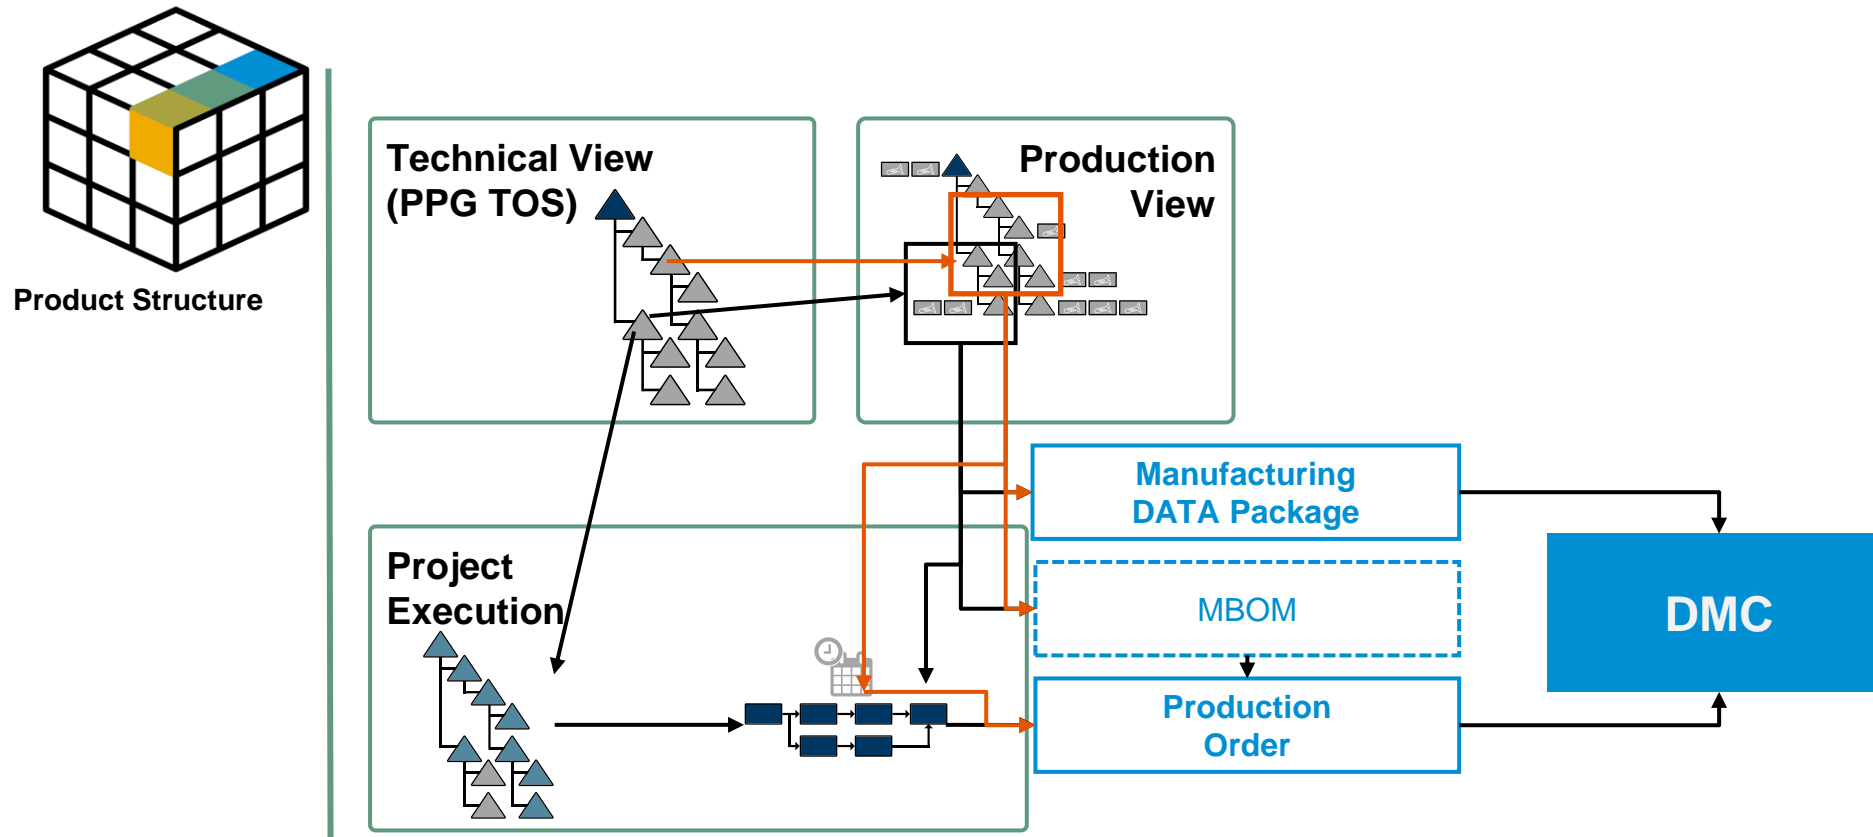 Product Structure
Technical View
(PPG TOS)
Production
View
Project
Execution
Manufacturing
DATA Package
MBOM
Production
Order
DMC